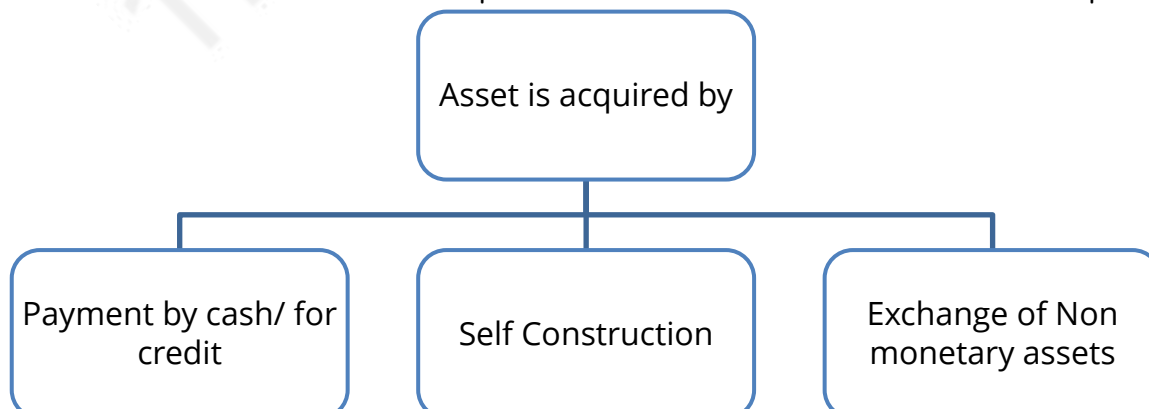 Asset is acquired by
Payment by cash/ for
credit
Self Construction
Exchange of Non
monetary assets